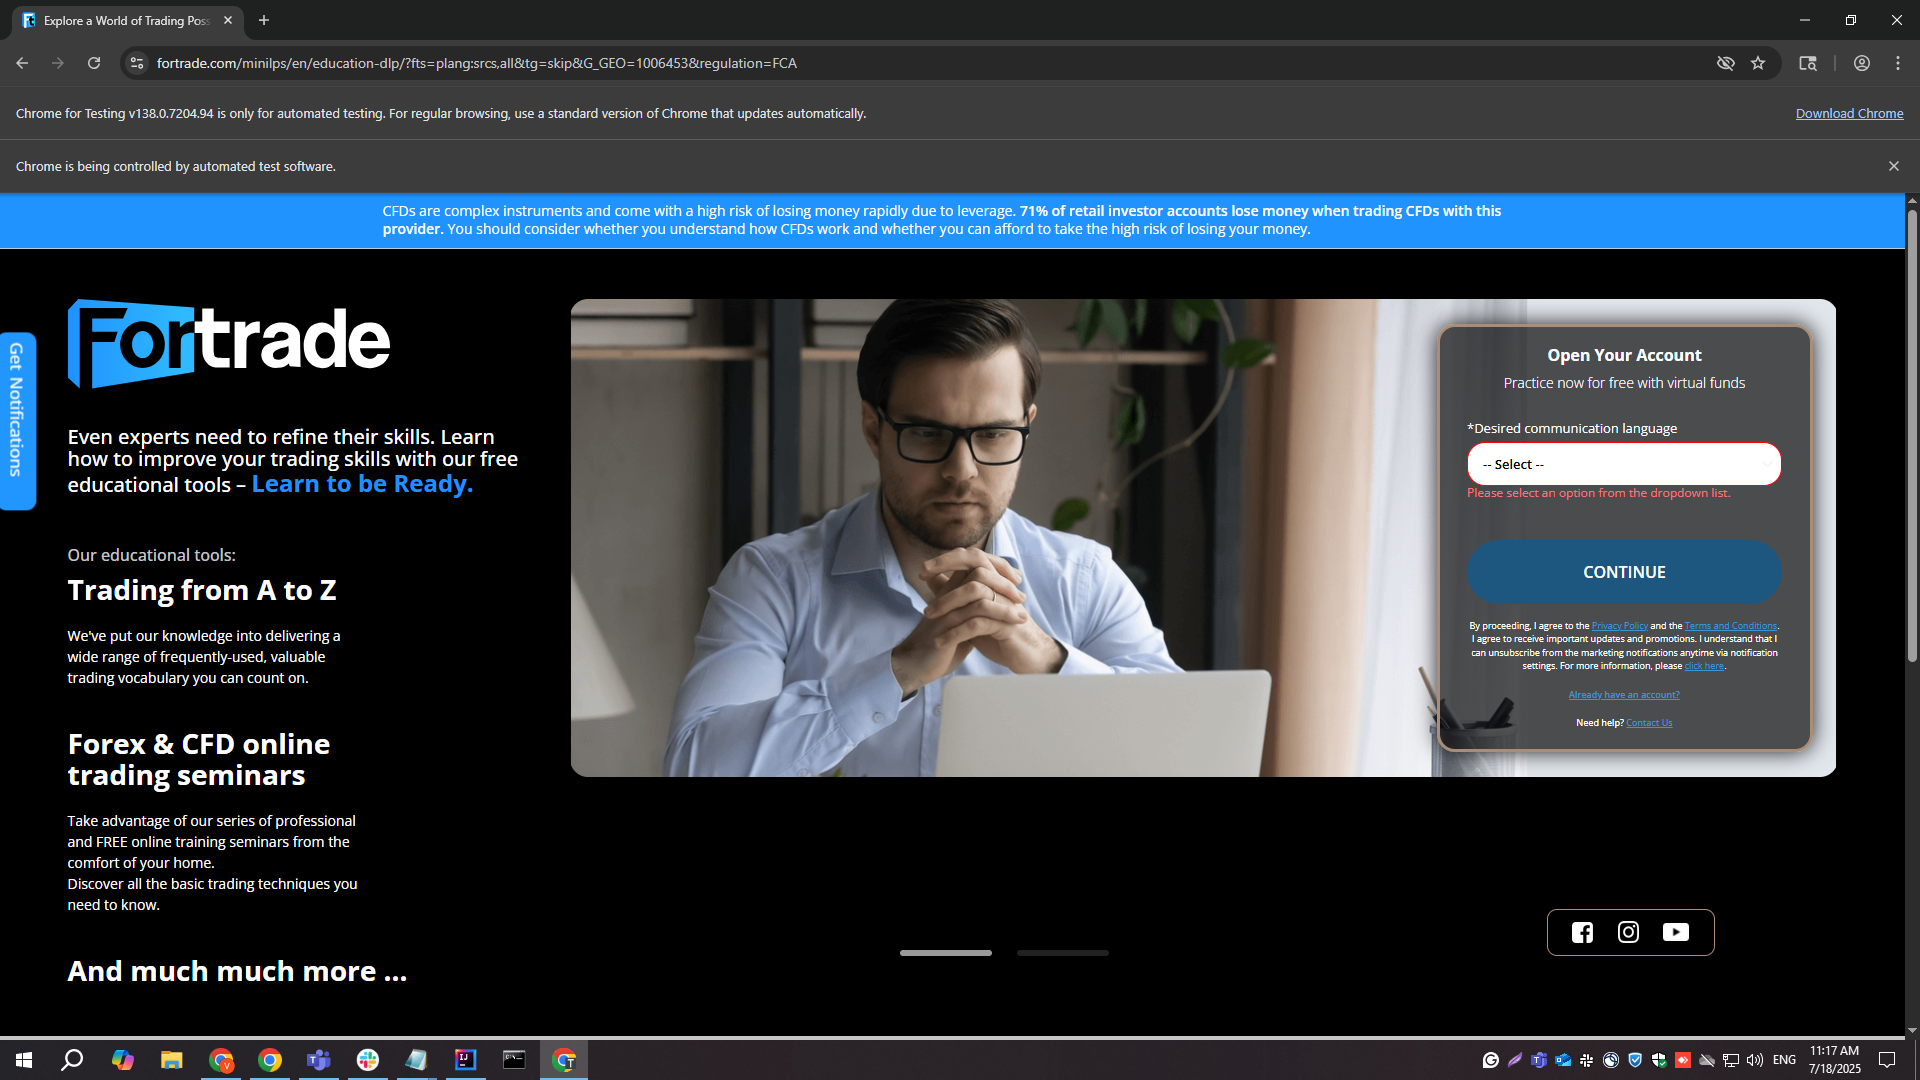 Explore a World of Trading Poss
fortrade.com/minilps/en/education-dlp/?fts=plang:srcs,all&tg=skip&G_GEO=1006453&regulation=FCA
Chrome for Testing v138.0.7204.94 is only for automated testing. For regular browsing, use a standard version of Chrome that updates automatically.
Download Chrome
Chrome is being controlled by automated test software.
CFDs are complex instruments and come with a high risk of losing money rapidly due to leverage. 71% of retail investor accounts lose money when trading CFDs with this
provider. You should consider whether you understand how CFDs work and whether you can afford to take the high risk of losing your money.
Fortrade
Get Notifications
Even experts need to refine their skills. Learn
how to improve your trading skills with our free
educational tools – Learn to be Ready.
Our educational tools:
Trading from A to Z
We've put our knowledge into delivering a
wide range of frequently-used, valuable
trading vocabulary you can count on.
Forex & CFD online
trading seminars
Take advantage of our series of professional
and FREE online training seminars from the
comfort of your home.
Discover all the basic trading techniques you
need to know.
And much much more ...
Open Your Account
Practice now for free with virtual funds
*Desired communication language
-- Select --
Please select an option from the dropdown list.
CONTINUE
By proceeding, I agree to the Privacy Policy and the Terms and Conditions.
I agree to receive important updates and promotions. I understand that I
can unsubscribe from the marketing notifications anytime via notification
settings. For more information, please click here.
Already have an account?
Need help? Contact Us
ENG
11:17 AM
7/18/2025